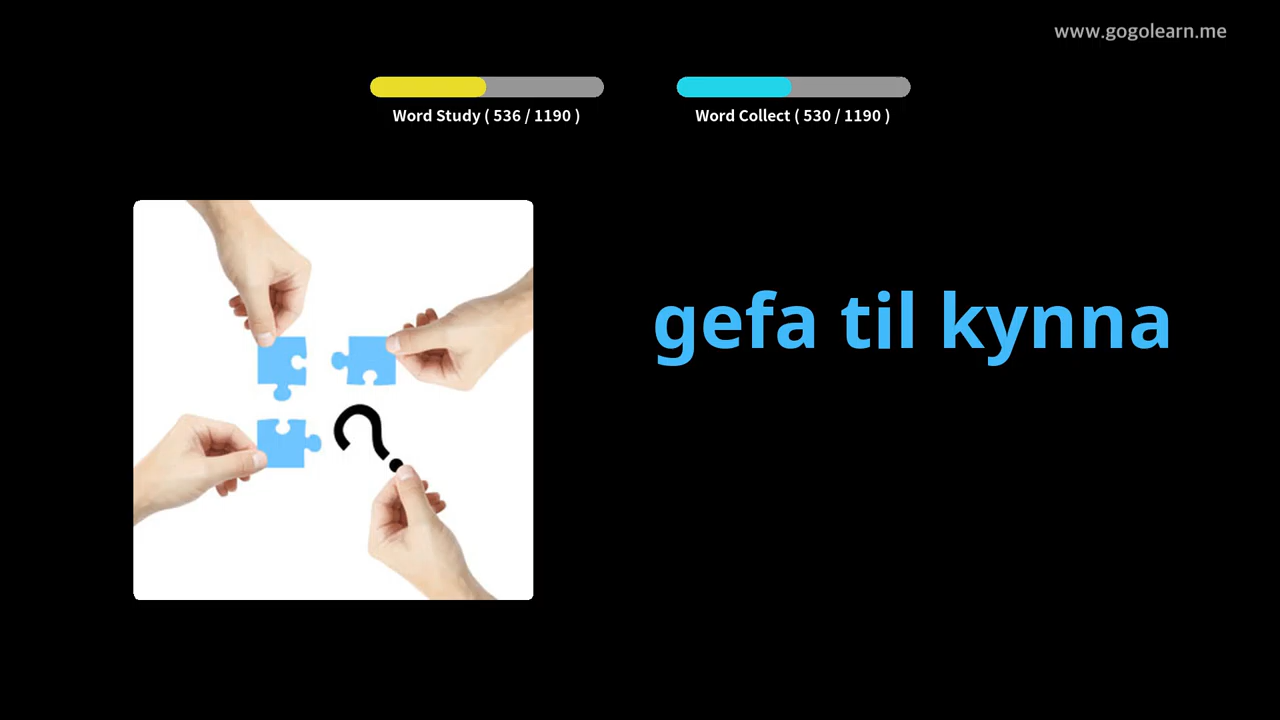 www.gogolearn.me
Word Study ( 536 / 1190 )
Word Collect ( 530 / 1190 )
gefa til kynna
?